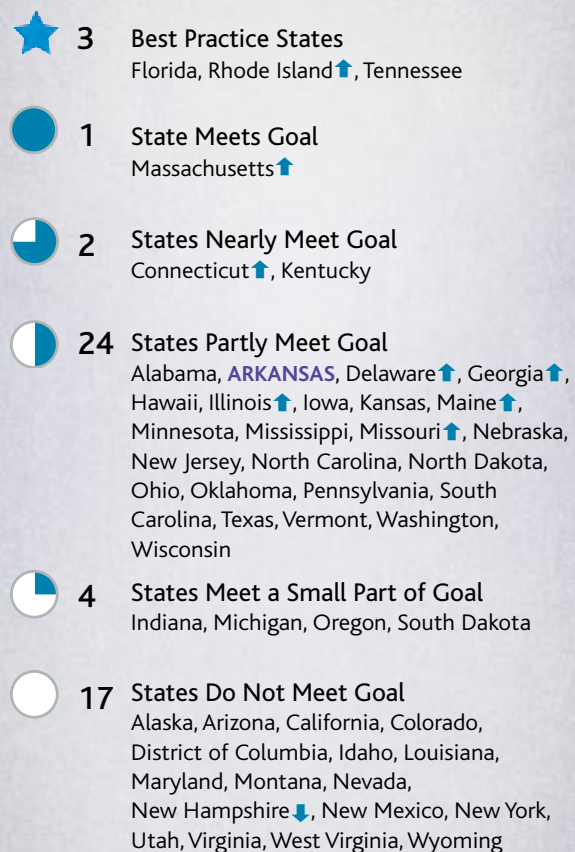 3 Best Practice States
Florida, Rhode Island⬆, Tennessee
1 State Meets Goal
Massachusetts⬆
2 States Nearly Meet Goal
Connecticut⬆, Kentucky
24 States Partly Meet Goal
Alabama, ARKANSAS, Delaware⬆, Georgia⬆,
Hawaii, Illinois⬆, Iowa, Kansas, Maine⬆,
Minnesota, Mississippi, Missouri⬆, Nebraska,
New Jersey, North Carolina, North Dakota,
Ohio, Oklahoma, Pennsylvania, South
Carolina, Texas, Vermont, Washington,
Wisconsin
4 States Meet a Small Part of Goal
Indiana, Michigan, Oregon, South Dakota
17 States Do Not Meet Goal
Alaska, Arizona, California, Colorado,
District of Columbia, Idaho, Louisiana,
Maryland, Montana, Nevada,
New Hampshire⬇, New Mexico, New York,
Utah, Virginia, West Virginia, Wyoming